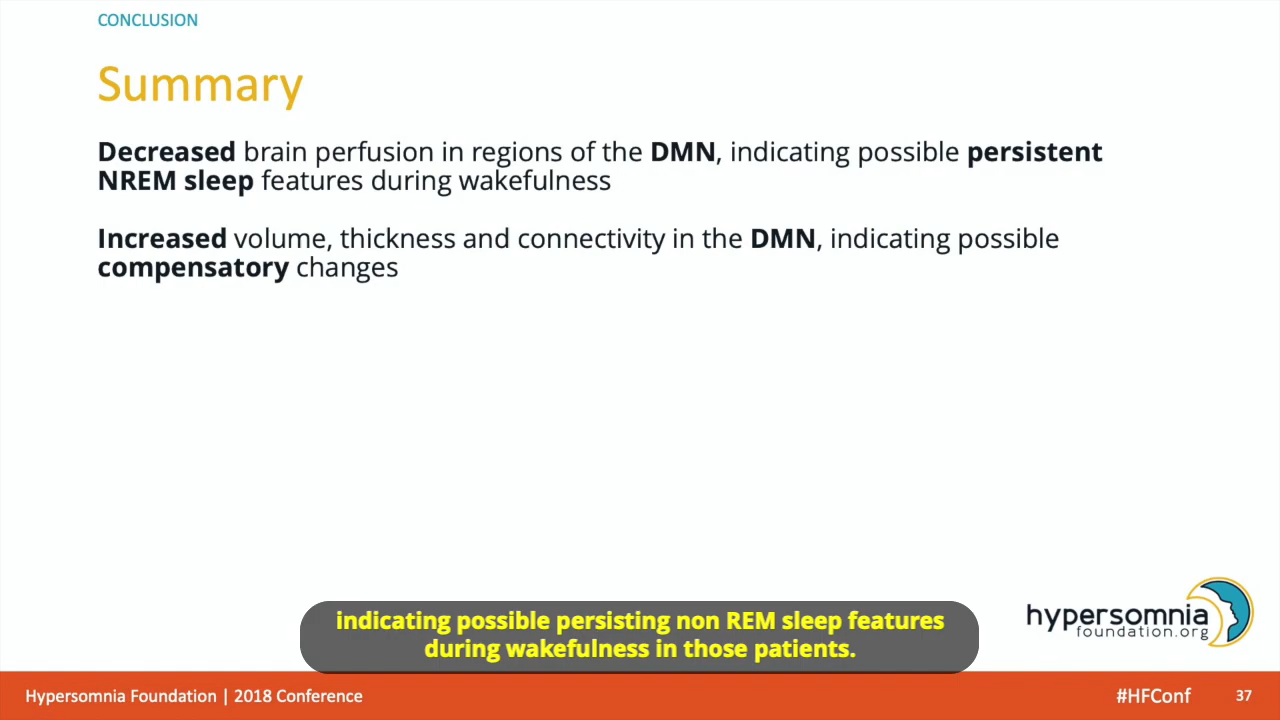 CONCLUSION
Summary
Decreased brain perfusion in regions of the DMN, indicating possible persistent
NREM sleep features during wakefulness
Increased volume, thickness and connectivity in the DMN, indicating possible
compensatory changes
indicating possible persisting non REM sleep features
during wakefulness in those patients.
hypersomnia
foundation.org
Hypersomnia Foundation | 2018 Conference
#HFConf
37